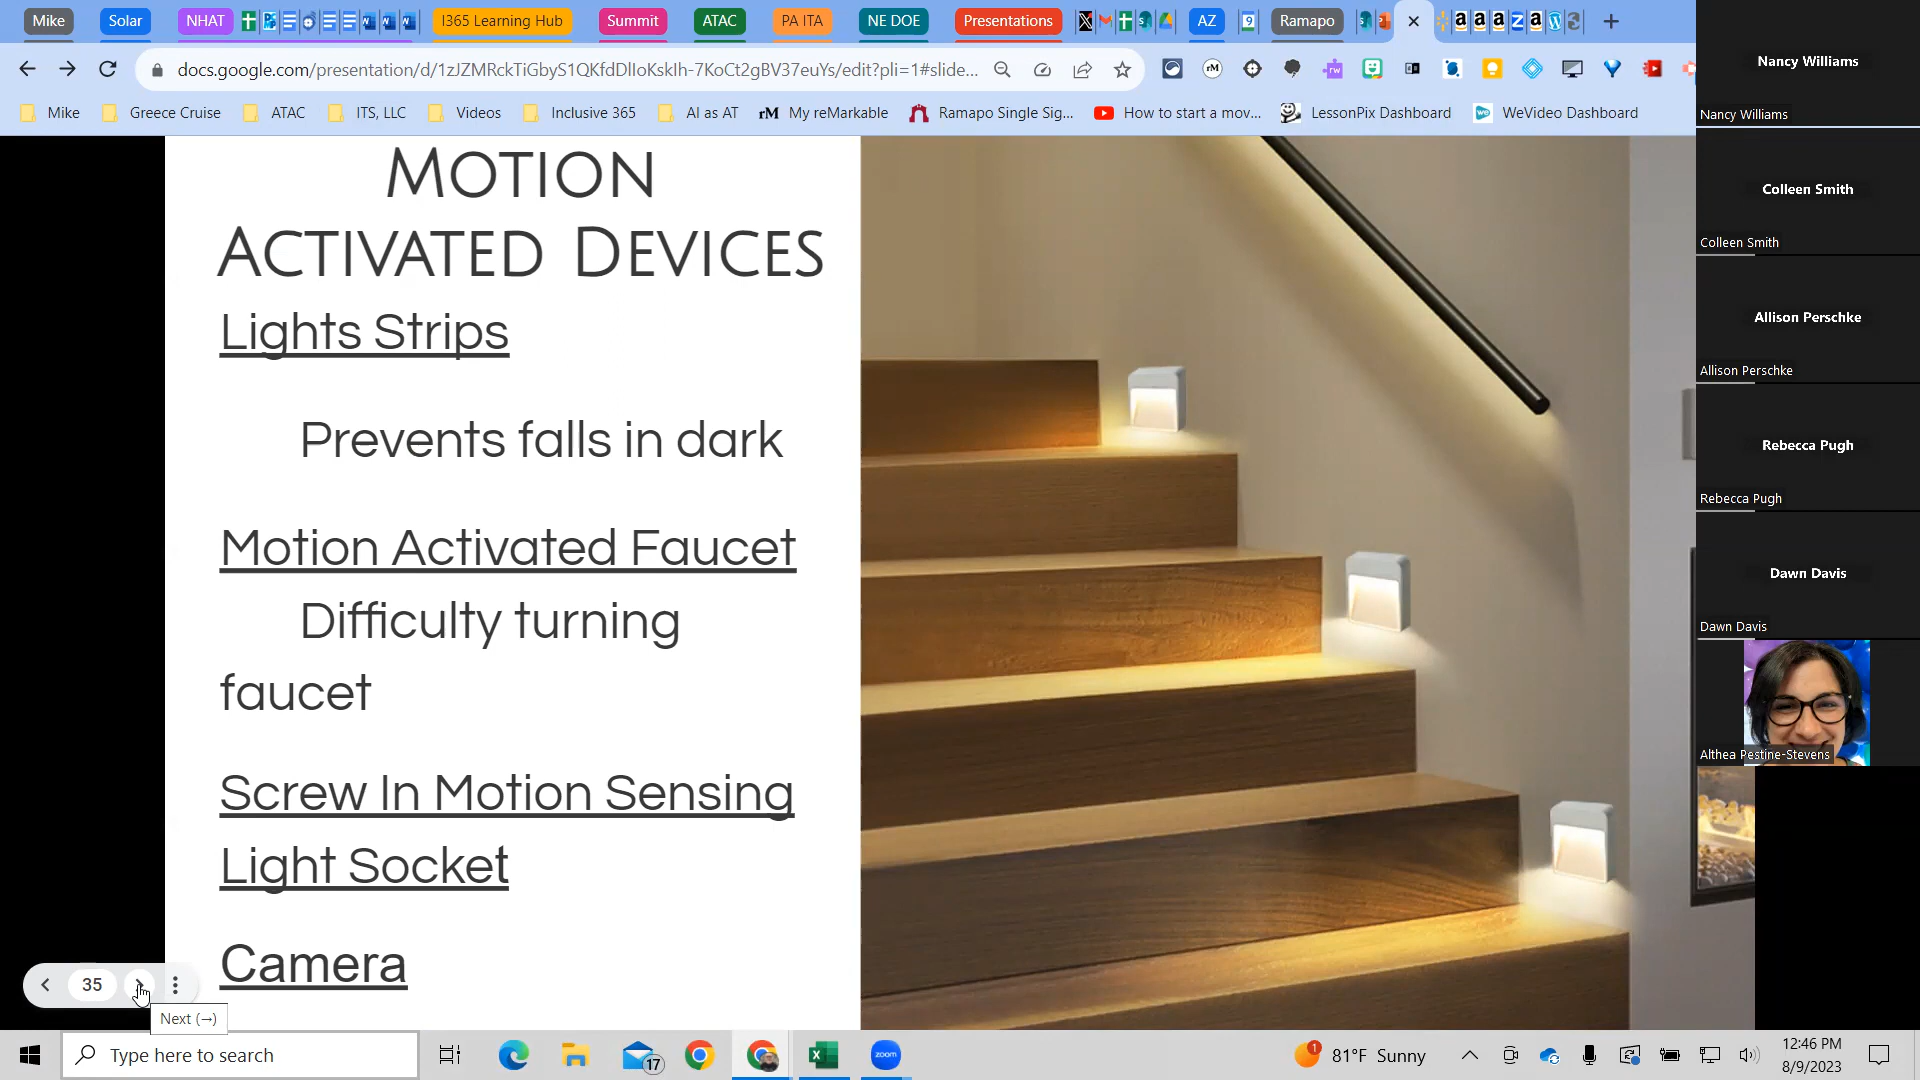 Mike
Solar
NHAT
I365 Learning Hub
Summit
ATAC
PA ITA
NE DOE
Presentations
AZ
Ramapo
docs.google.com/presentation/d/1zJZMRckTiGbyS1QKfdDlIoKskIh-7KoCt2gBV37euYs/edit?pli=1#slide...
Mike
Greece Cruise
ATAC
ITS, LLC
Videos
Inclusive 365
AI as AT
rM My reMarkable
Ramapo Single Sig...
How to start a mov...
LessonPix Dashboard
WeVideo Dashboard
MOTION
ACTIVATED DEVICES
Lights Strips
Prevents falls in dark
Motion Activated Faucet
Difficulty turning
faucet
Screw In Motion Sensing
Light Socket
Camera
35
Next (→)
Nancy Williams
Nancy Williams
Colleen Smith
Colleen Smith
Allison Perschke
Allison Perschke
Rebecca Pugh
Rebecca Pugh
Dawn Davis
Dawn Davis
Althea Pestine-Stevens
Type here to search
17
zoom
1
81°F Sunny
12:46 PM
8/9/2023